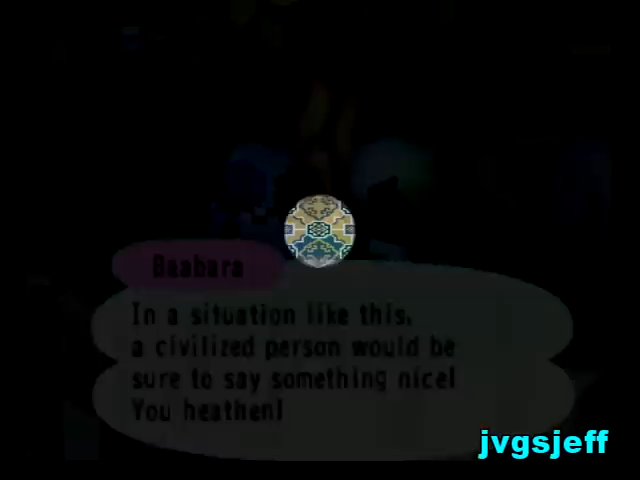 Baabara
In a situation like this,
a civilized person would be
sure to say something nice!
You heathen!
jvgsjeff